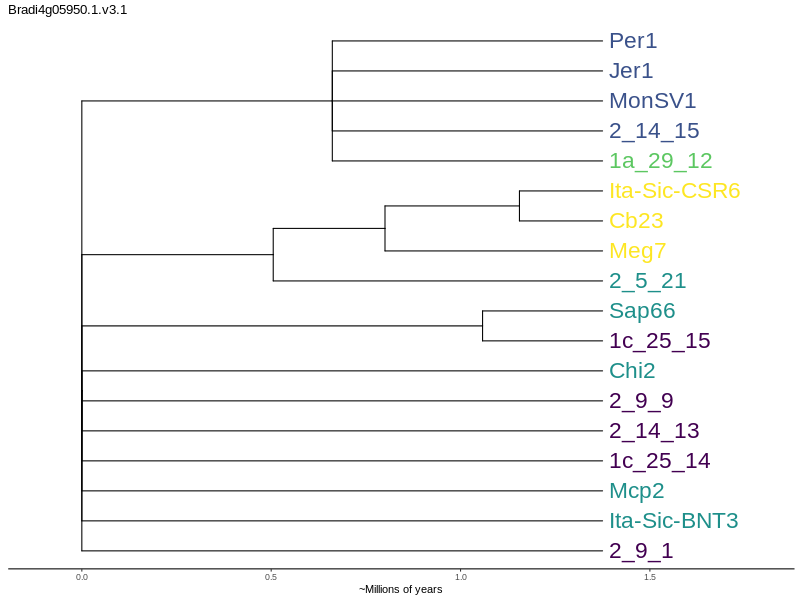 Bradi4g05950.1.v3.1
Per1
Jer1
MonSV1
2_14_15
1a_29_12
Ita-Sic-CSR6
Cb23
Meg7
2_5_21
Sap66
1c_25_15
Chi2
2_9_9
2_14_13
1c_25_14
Mcp2
Ita-Sic-BNT3
2_9_1
0.0 0.5 1.0 1.5
~Millions of years